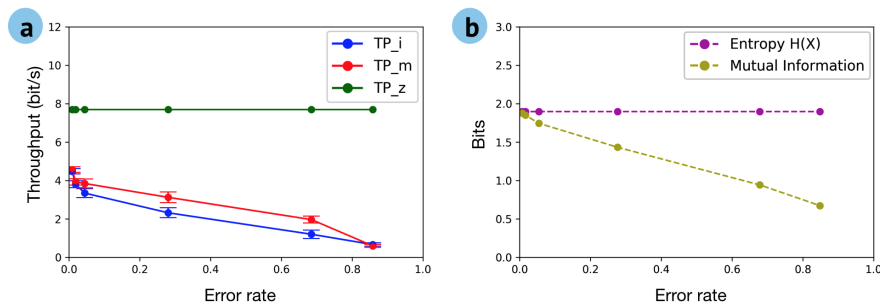 a
Throughput (bit/s)
12
10
8
6
4
2
0
0.0 0.2 0.4 0.6 0.8 1.0
Error rate
TP_i
TP_m
TP_z
b
Bits
3.0
2.5
2.0
1.5
1.0
0.5
0.0
0.0 0.2 0.4 0.6 0.8 1.0
Error rate
Entropy H(X)
Mutual Information